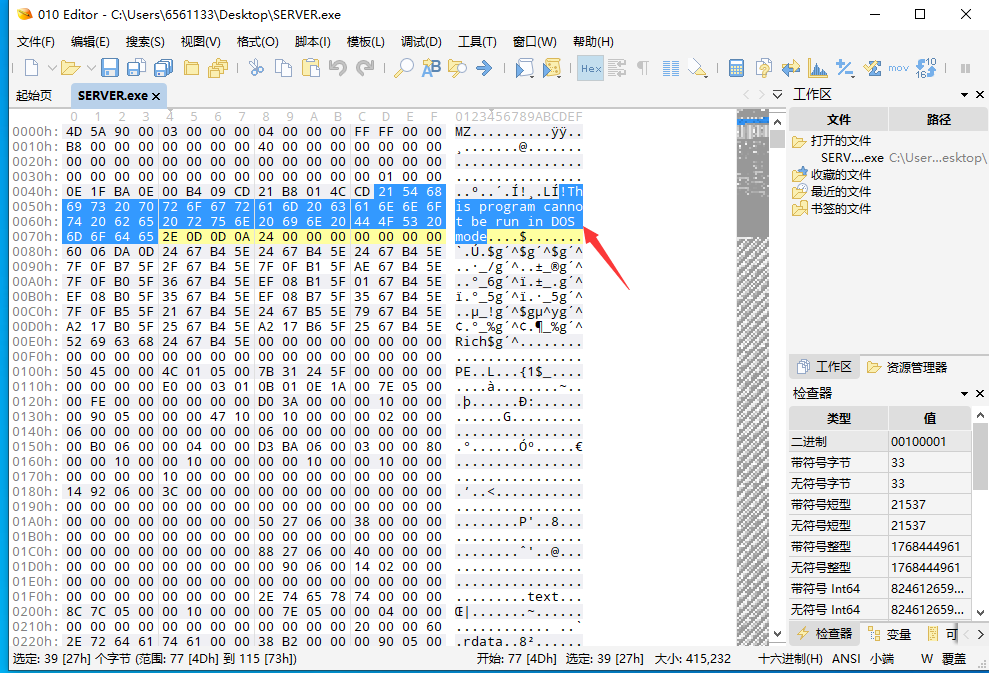 010 Editor - C:\Users\6561133\Desktop\SERVER.exe
文件(F) 编辑(E) 搜索(S) 视图(V) 格式(O) 脚本(I) 模板(L) 调试(D) 工具(T) 窗口(W) 帮助(H)
Hex mov
起始页 SERVER.exe 工作区
0 1 2 3 4 5 6 7 8 9 A B C D E F 0123456789ABCDEF
文件 路径
0000h: 4D 5A 90 00 03 00 00 00 04 00 00 00 FF FF 00 00 MZ..........ÿÿ..
0010h: B8 00 00 00 00 00 00 00 40 00 00 00 00 00 00 00 ¸.......@.......
打开的文件
0020h: 00 00 00 00 00 00 00 00 00 00 00 00 00 00 00 00 ................
SERV....exe C:\User...esktop\
0030h: 00 00 00 00 00 00 00 00 00 00 00 00 00 01 00 00 ................
收藏的文件
0040h: 0E 1F BA 0E 00 B4 09 CD 21 B8 01 4C CD 21 54 68 ..º..´.Í!¸.LÍ!Th
最近的文件
0050h: 69 73 20 70 72 6F 67 72 61 6D 20 63 61 6E 6E 6F is program canno
书签的文件
0060h: 74 20 62 65 20 72 75 6E 20 69 6E 20 44 4F 53 20 t be run in DOS
0070h: 6D 6F 64 65 2E 0D 0D 0A 24 00 00 00 00 00 00 00 mode....$.......
0080h: 60 06 DA 0D 24 67 B4 5E 24 67 B4 5E 24 67 B4 5E `.Ú.$g´^$g´^$g´^
0090h: 7F 0F B7 5F 2F 67 B4 5E 7F 0F B1 5F AE 67 B4 5E ..·_/g´^..±_®g´^
00A0h: 7F 0F B0 5F 36 67 B4 5E EF 08 B1 5F 01 67 B4 5E ..°_6g´^ï.±_.g´^
00B0h: EF 08 B0 5F 35 67 B4 5E EF 08 B7 5F 35 67 B4 5E ï.°_5g´^ï.·_5g´^
00C0h: 7F 0F B5 5F 21 67 B4 5E 24 67 B5 5E 79 67 B4 5E ..µ_!g´^$gµ^yg´^
00D0h: A2 17 B0 5F 25 67 B4 5E A2 17 B6 5F 25 67 B4 5E ¢.°_%g´^¢.¶_%g´^
00E0h: 52 69 63 68 24 67 B4 5E 00 00 00 00 00 00 00 00 Rich$g´^........
00F0h: 00 00 00 00 00 00 00 00 00 00 00 00 00 00 00 00 ................
0100h: 50 45 00 00 4C 01 05 00 7B 31 24 5F 00 00 00 00 PE..L...{1$_....
工作区 资源管理器
0110h: 00 00 00 00 E0 00 03 01 0B 01 0E 1A 00 7E 05 00 ....à........~..
检查器
0120h: 00 FE 00 00 00 00 00 00 D0 3A 00 00 00 10 00 00 .þ......Ð:......
0130h: 00 90 05 00 00 00 47 10 00 10 00 00 00 02 00 00 ......G.........
类型 值
0140h: 06 00 00 00 00 00 00 00 06 00 00 00 00 00 00 00 ................
二进制 00100001
0150h: 00 B0 06 00 00 04 00 00 D3 BA 06 00 03 00 00 80 .°......Óº.....€
带符号字节 33
0160h: 00 00 10 00 00 10 00 00 00 00 10 00 00 10 00 00 ................
0170h: 00 00 00 00 10 00 00 00 00 00 00 00 00 00 00 00 ................
无符号字节 33
0180h: 14 92 06 00 3C 00 00 00 00 00 00 00 00 00 00 00 .’..<...........
带符号短型 21537
0190h: 00 00 00 00 00 00 00 00 00 00 00 00 00 00 00 00 ................
01A0h: 00 00 00 00 00 00 00 00 50 27 06 00 38 00 00 00 ........P'..8...
无符号短型 21537
01B0h: 00 00 00 00 00 00 00 00 00 00 00 00 00 00 00 00 ................
带符号整型 1768444961
01C0h: 00 00 00 00 00 00 00 00 88 27 06 00 40 00 00 00 ........ˆ'..@...
无符号整型 1768444961
01D0h: 00 00 00 00 00 00 00 00 00 90 06 00 14 02 00 00 ................
01E0h: 00 00 00 00 00 00 00 00 00 00 00 00 00 00 00 00 ................
带符号 Int64 824612659...
01F0h: 00 00 00 00 00 00 00 00 2E 74 65 78 74 00 00 00 .........text...
无符号 Int64 824612659...
0200h: 8C 7C 05 00 00 10 00 00 00 7E 05 00 00 04 00 00 Œ|.......~......
0210h: 00 00 00 00 00 00 00 00 00 00 00 00 20 00 00 60 ............ ..`
检查器 变量 可
0220h: 2E 72 64 61 74 61 00 00 38 B2 00 00 00 90 05 00 .rdata..8²......
选定: 39 [27h] 个字节 (范围: 77 [4Dh] 到 115 [73h]) 开始: 77 [4Dh] 选定: 39 [27h] 大小: 415,232 十六进制(H) ANSI 小端 W 覆盖